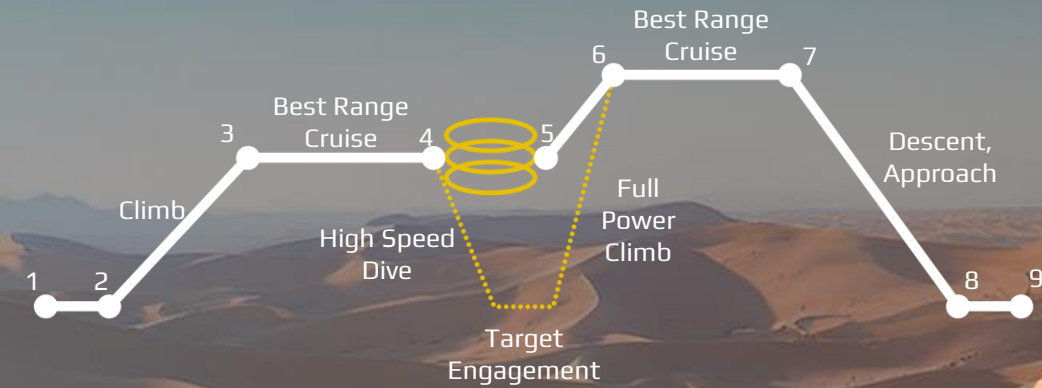 Best Range
Cruise
6
7
Best Range
Cruise
3
4
5
Descent,
Approach
Climb
High Speed
Dive
Full
Power
Climb
1
2
8
9
Target
Engagement